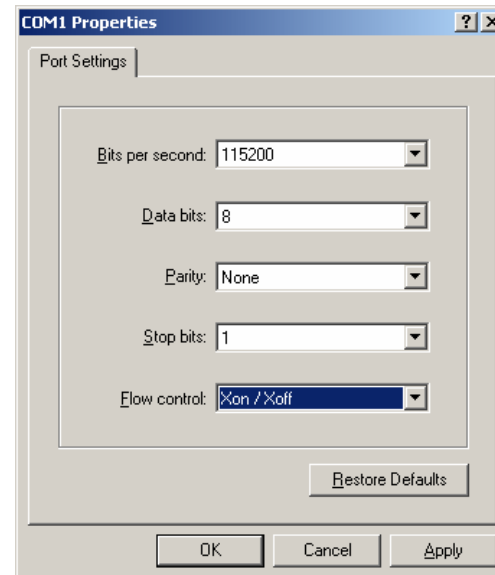 COM1 Properties
Port Settings
Bits per second: 115200
Data bits: 8
Parity: None
Stop bits: 1
Flow control: Xon / Xoff
Restore Defaults
OK Cancel Apply